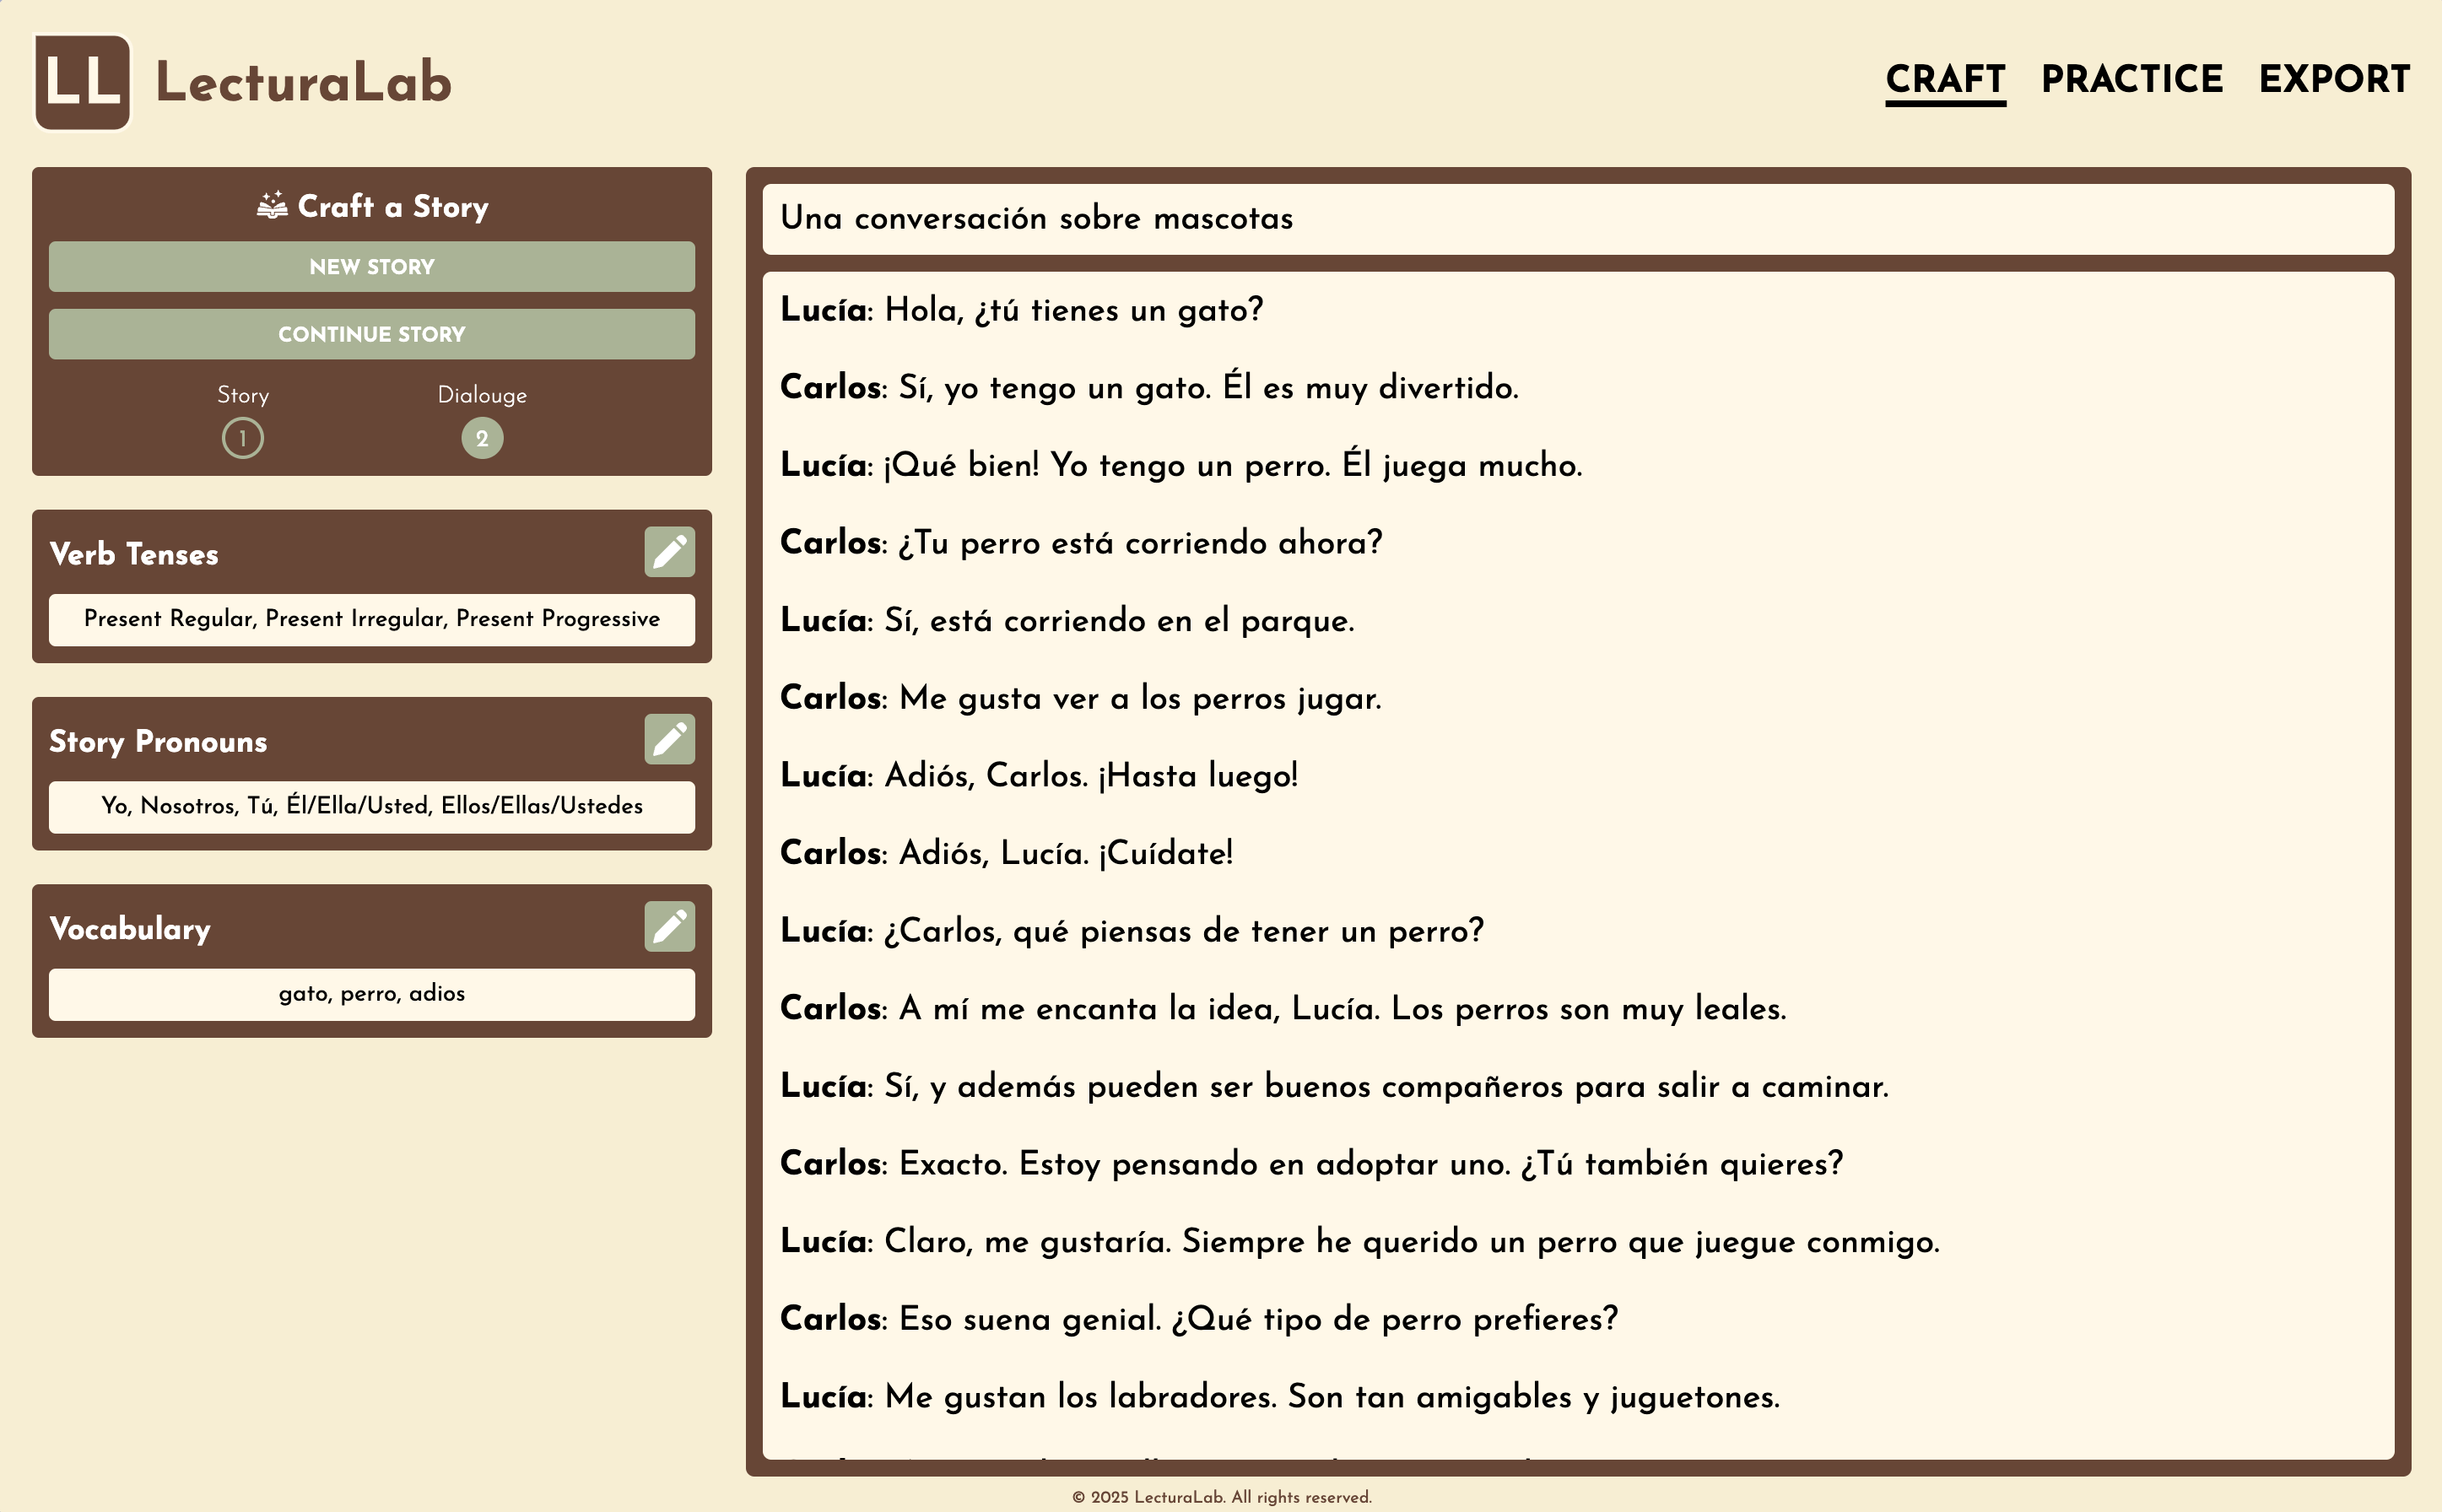 LL LecturaLab
CRAFT PRACTICE EXPORT
Craft a Story
NEW STORY
CONTINUE STORY
Story Dialouge
1 2
Verb Tenses
Present Regular, Present Irregular, Present Progressive
Story Pronouns
Yo, Nosotros, Tú, Él/Ella/Usted, Ellos/Ellas/Ustedes
Vocabulary
gato, perro, adios
Una conversación sobre mascotas
Lucía: Hola, ¿tú tienes un gato?
Carlos: Sí, yo tengo un gato. Él es muy divertido.
Lucía: ¡Qué bien! Yo tengo un perro. Él juega mucho.
Carlos: ¿Tu perro está corriendo ahora?
Lucía: Sí, está corriendo en el parque.
Carlos: Me gusta ver a los perros jugar.
Lucía: Adiós, Carlos. ¡Hasta luego!
Carlos: Adiós, Lucía. ¡Cuídate!
Lucía: ¿Carlos, qué piensas de tener un perro?
Carlos: A mí me encanta la idea, Lucía. Los perros son muy leales.
Lucía: Sí, y además pueden ser buenos compañeros para salir a caminar.
Carlos: Exacto. Estoy pensando en adoptar uno. ¿Tú también quieres?
Lucía: Claro, me gustaría. Siempre he querido un perro que juegue conmigo.
Carlos: Eso suena genial. ¿Qué tipo de perro prefieres?
Lucía: Me gustan los labradores. Son tan amigables y juguetones.
© 2025 LecturaLab. All rights reserved.